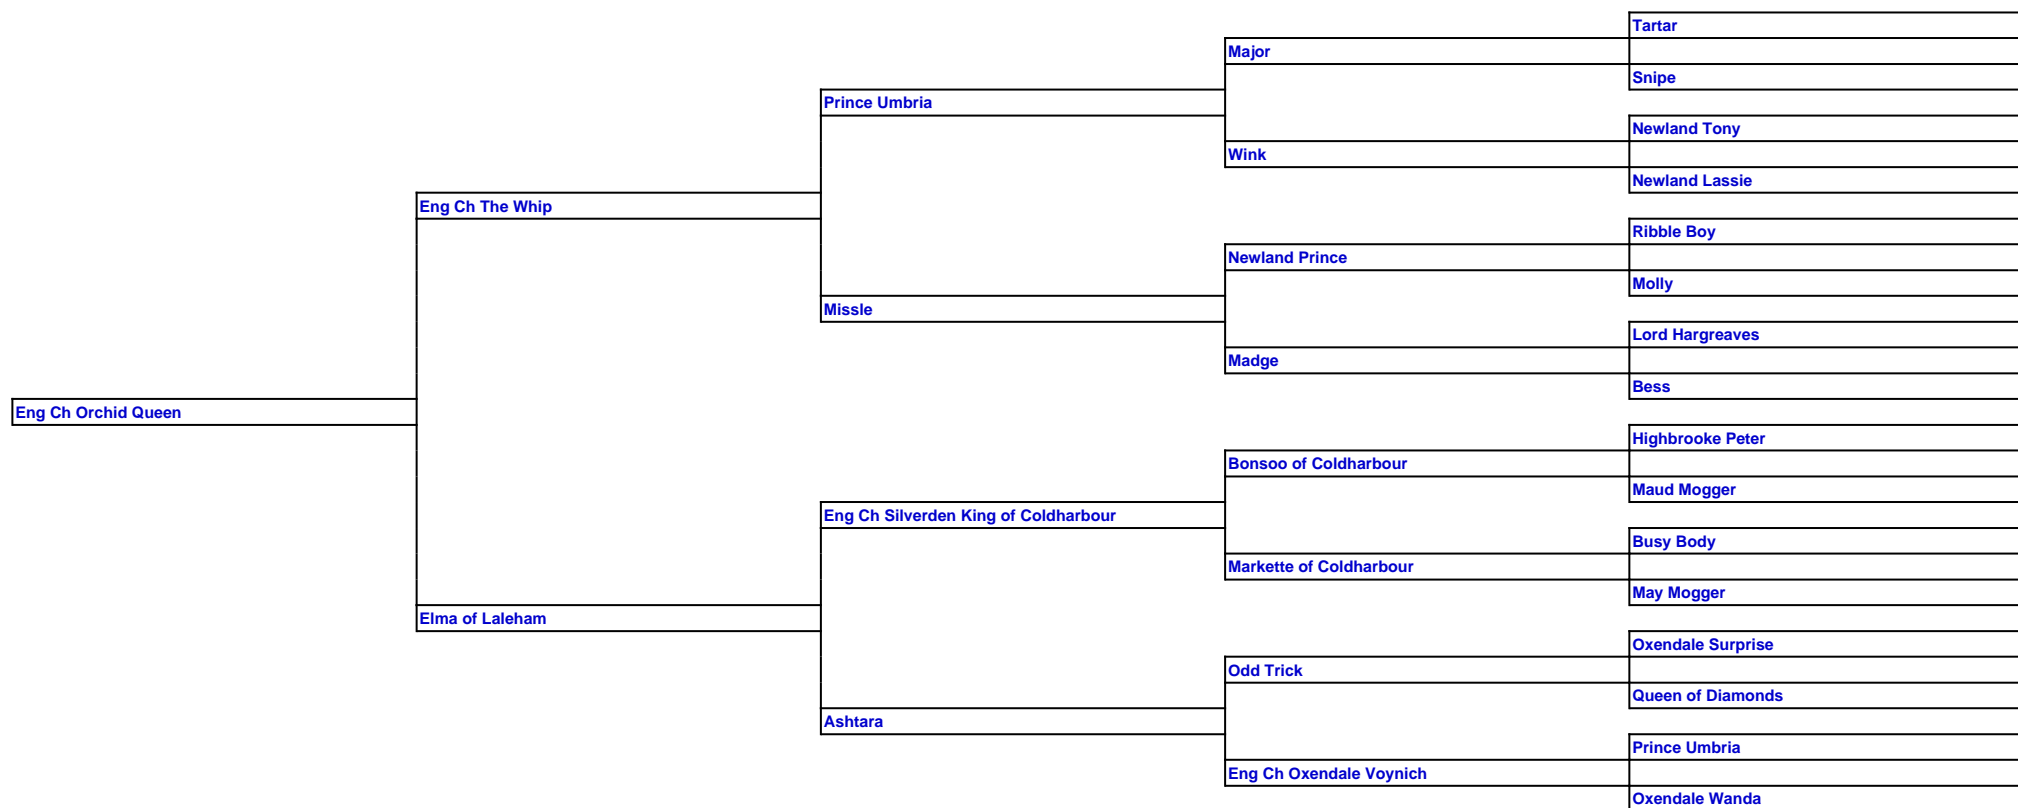 Tartar
Major
Snipe
Prince Umbria
Newland Tony
Wink
Newland Lassie
Eng Ch The Whip
Ribble Boy
Newland Prince
Molly
Missle
Lord Hargreaves
Madge
Bess
Eng Ch Orchid Queen
Highbrooke Peter
Bonsoo of Coldharbour
Maud Mogger
Eng Ch Silverden King of Coldharbour
Busy Body
Markette of Coldharbour
May Mogger
Elma of Laleham
Oxendale Surprise
Odd Trick
Queen of Diamonds
Ashtara
Prince Umbria
Eng Ch Oxendale Voynich
Oxendale Wanda